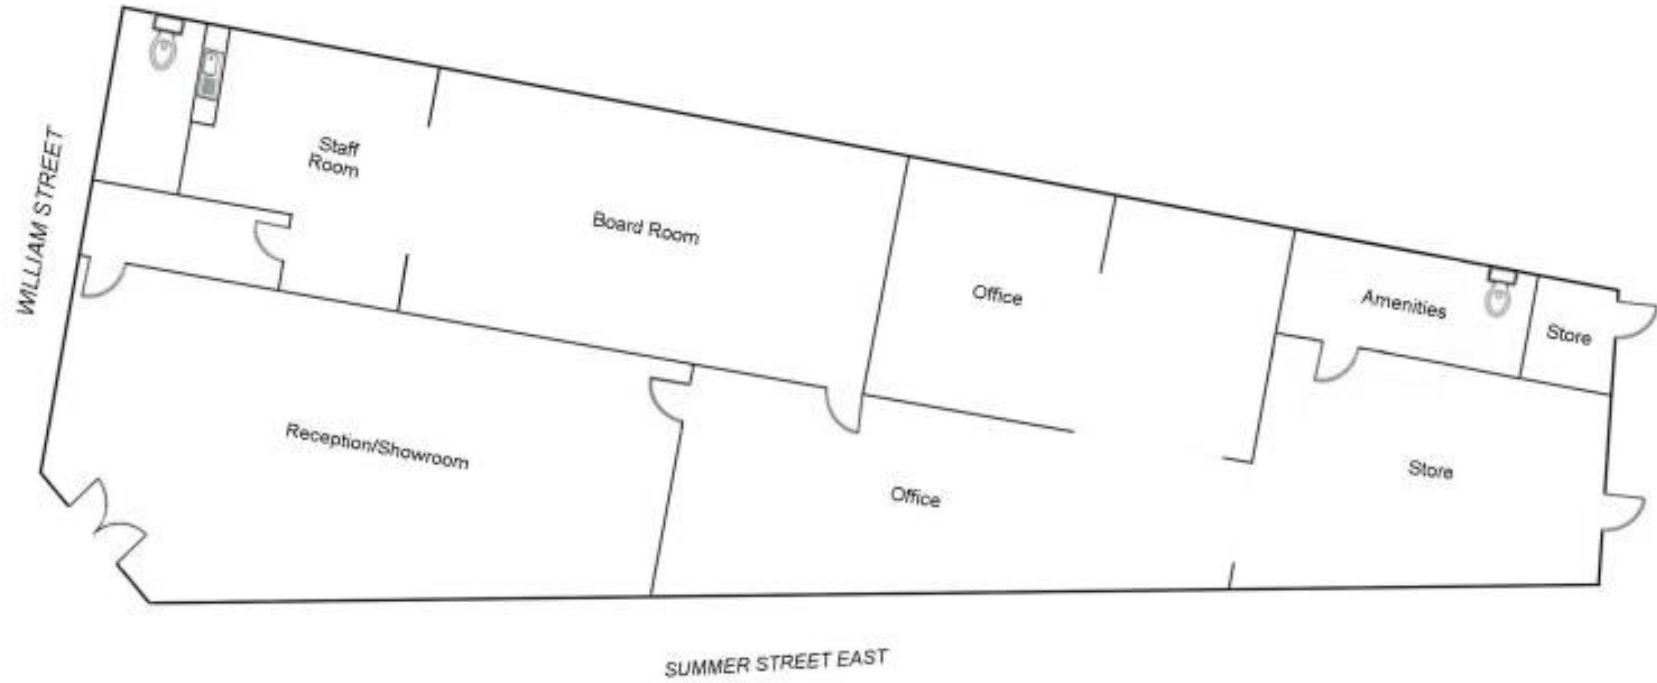 WILLIAM STREET
Staff
Room
Board Room
Office
Amenities
Store
Reception/Showroom
Office
Store
SUMMER STREET EAST